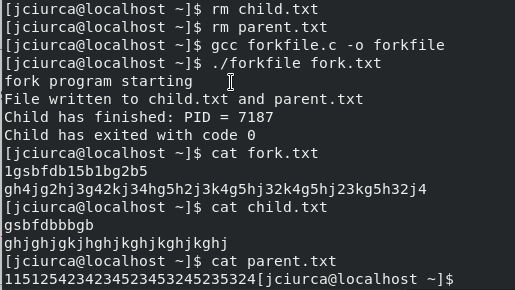 [jciurca@localhost ~]$ rm child.txt
[jciurca@localhost ~]$ rm parent.txt
[jciurca@localhost ~]$ gcc forkfile.c -o forkfile
[jciurca@localhost ~]$ ./forkfile fork.txt
fork program starting
File written to child.txt and parent.txt
Child has finished: PID = 7187
Child has exited with code 0
[jciurca@localhost ~]$ cat fork.txt
1gsbfdb15b1bg2b5
gh4jg2hj3g42kj34hg5h2j3k4g5hj32k4g5hj23kg5h32j4
[jciurca@localhost ~]$ cat child.txt
gsbfdbbbgb
ghjghjgkjhghjkghjkghjkghj
[jciurca@localhost ~]$ cat parent.txt
1151254234234523453245235324[jciurca@localhost ~]$